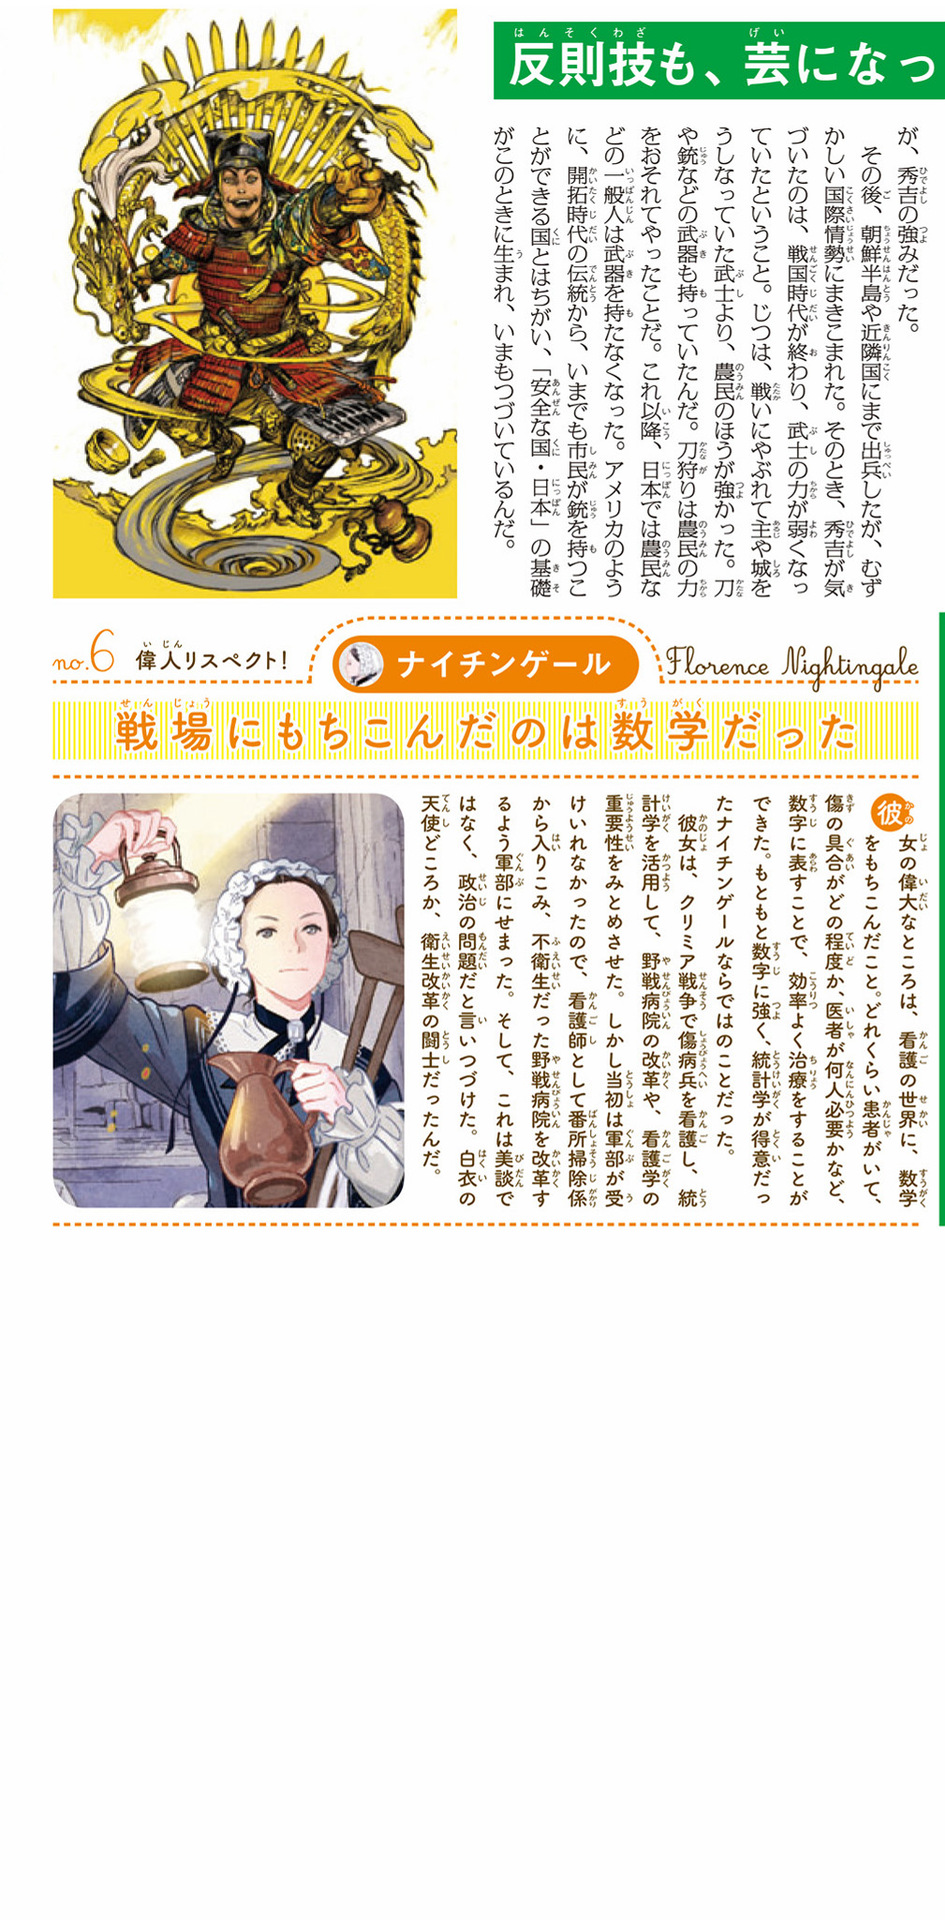 反則技も、芸になっ
はんそくわざ げい
が、秀吉の強みだった。
その後、朝鮮半島や近隣国にまで出兵したが、むず
かしい国際情勢にまきこまれた。そのとき、秀吉が気
づいたのは、戦国時代が終わり、武士の力が弱くなっ
ていたということ。じつは、戦いにやぶれて主や城を
うしなっていた武士より、農民のほうが強かった。刀
や銃などの武器も持っていたんだ。刀狩りは農民の力
をおそれてやったことだ。これ以降、日本では農民な
どの一般人は武器を持たなくなった。アメリカのよう
に、開拓時代の伝統から、いまでも市民が銃を持つこ
とができる国とはちがい、「安全な国・日本」の基礎
がこのときに生まれ、いまもつづいているんだ。
no.6 偉人リスペクト! ナイチンゲール Florence Nightingale
いじん
戦場にもちこんだのは数学だった
せんじょう すうがく
彼女の偉大なところは、看護の世界に、数学
をもちこんだこと。どれくらい患者がいて、
傷の具合がどの程度か、医者が何人必要かなど、
数字に表すことで、効率よく治療をすることが
できた。もともと数字に強く、統計学が得意だっ
たナイチンゲールならではのことだった。
彼女は、クリミア戦争で傷病兵を看護し、統
計学を活用して、野戦病院の改革や、看護学の
重要性をみとめさせた。しかし当初は軍部が受
けいれなかったので、看護師として番所掃除係
から入りこみ、不衛生だった野戦病院を改革す
るよう軍部にせまった。そして、これは美談で
はなく、政治の問題だと言いつづけた。白衣の
天使どころか、衛生改革の闘士だったんだ。